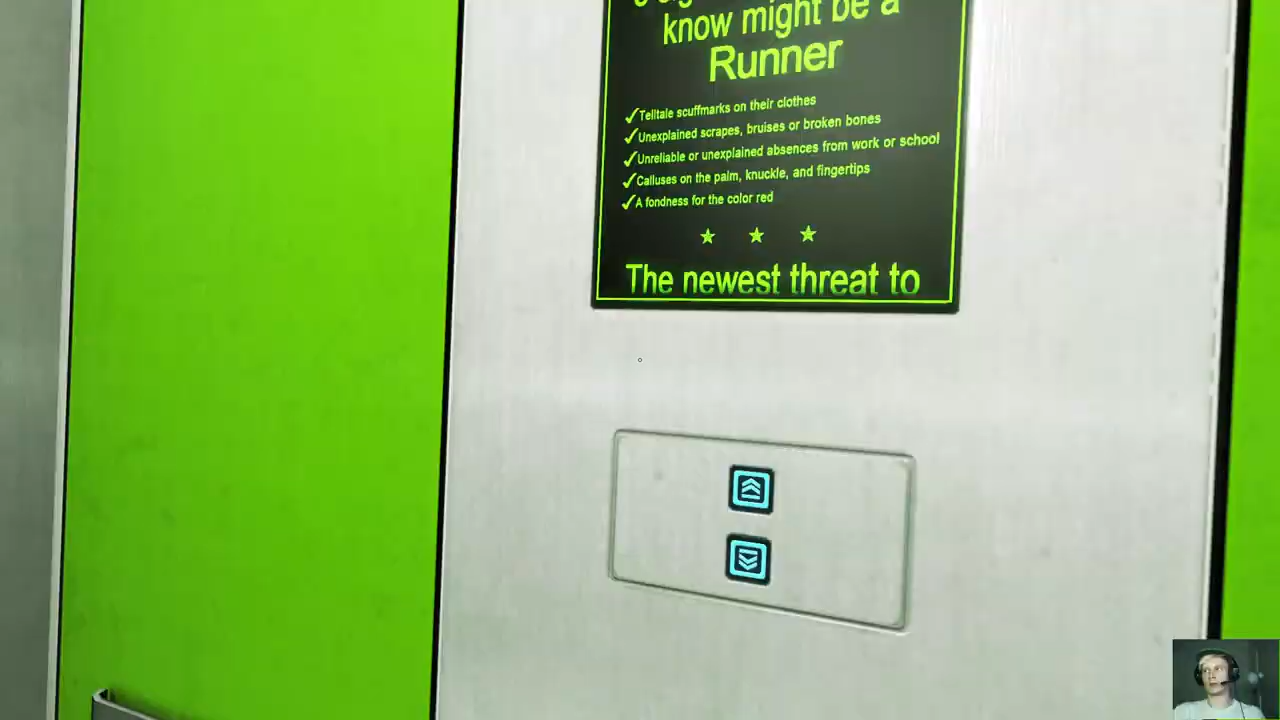 know might be a
Runner
Telltale scuffmarks on their clothes
Unexplained scrapes, bruises or broken bones
Unreliable or unexplained absences from work or school
Calluses on the palm, knuckle, and fingertips
A fondness for the color red
The newest threat to